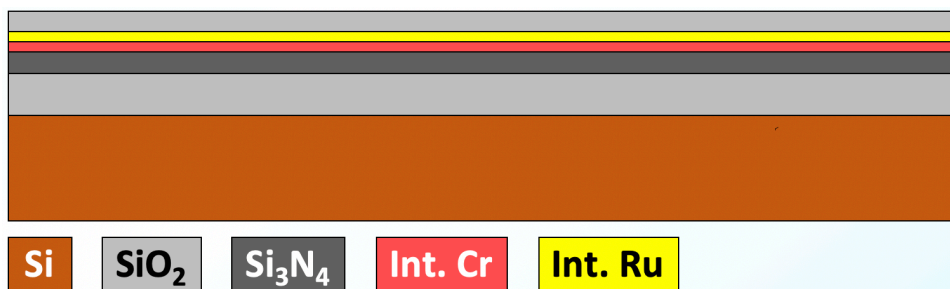 Si SiO₂ Si₃N₄ Int. Cr Int. Ru